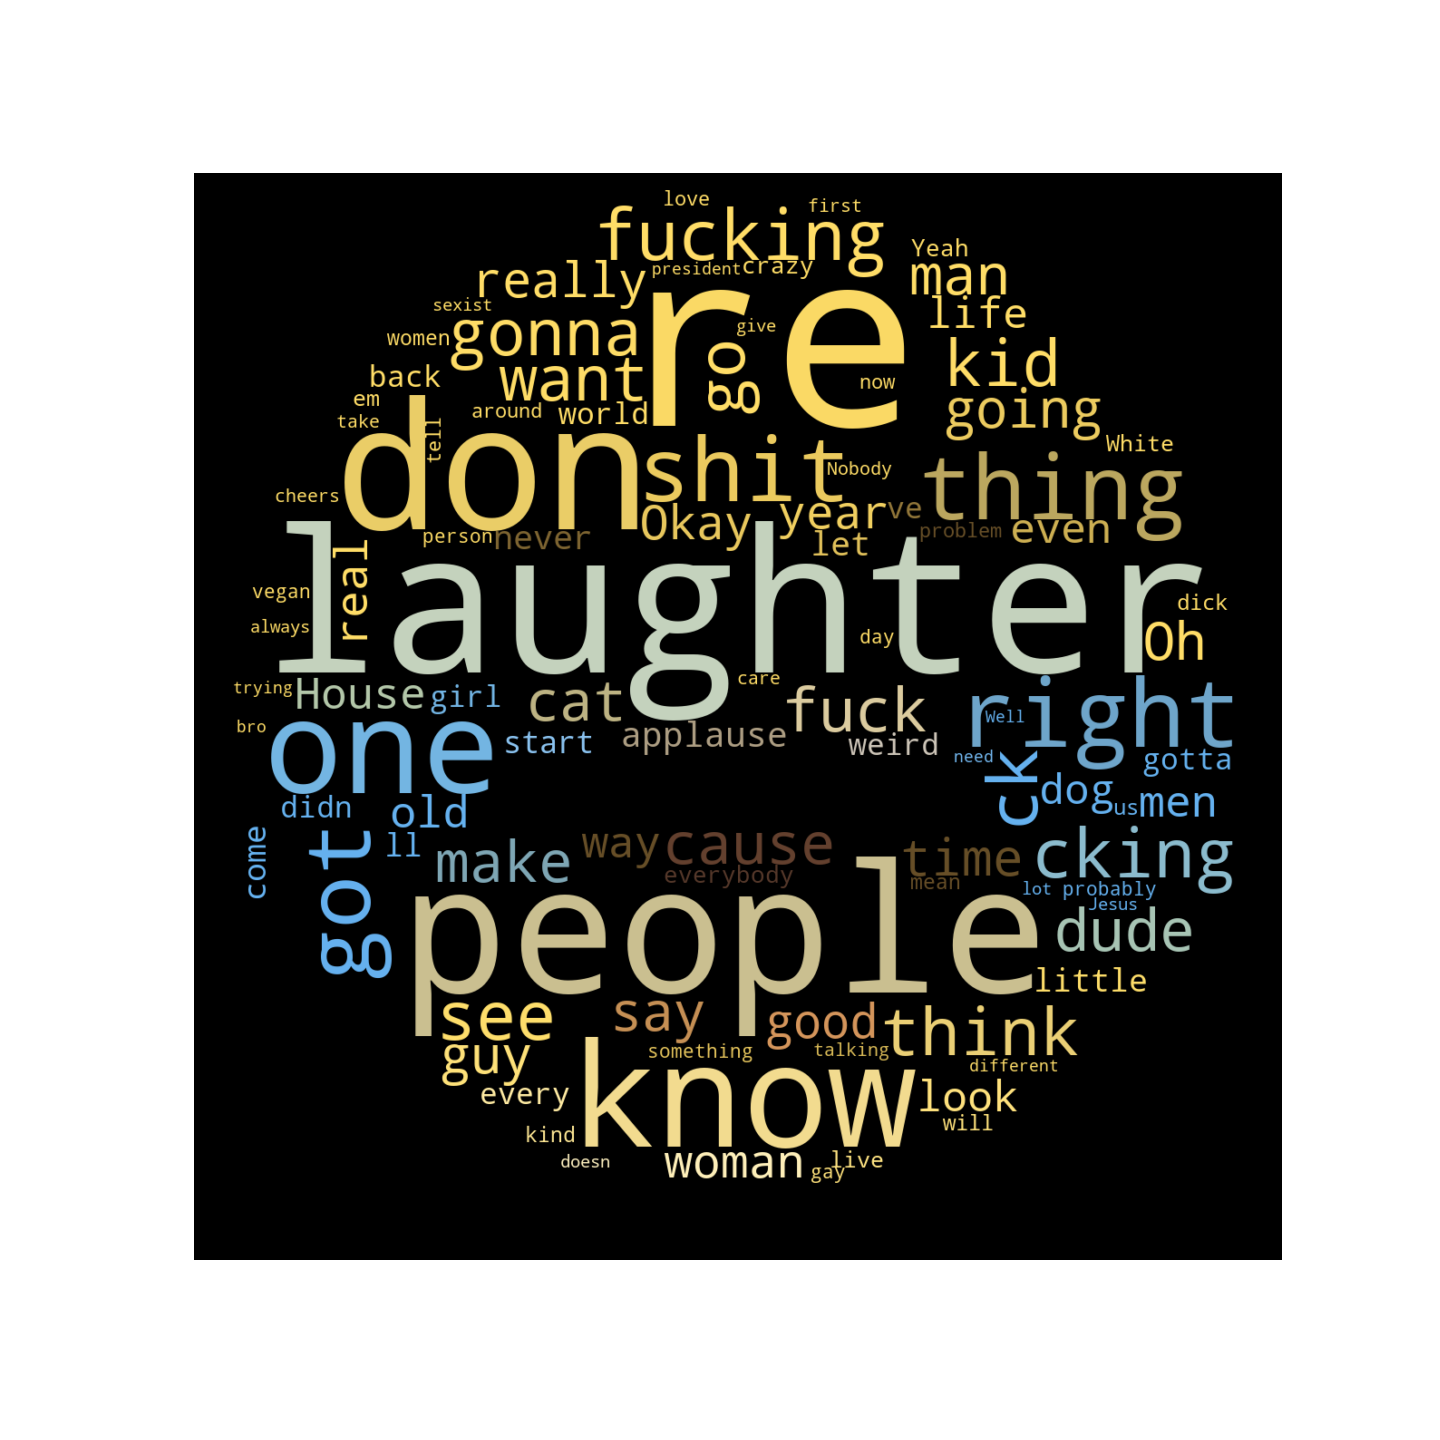 love first
fucking Yeah
really president crazy man
sexist re life
women gonna give
go kid
back want now
em around world going
take tell don White
shit Nobody thing
cheers Okay year ve
person never let problem even
laughter
real
vegan dick
always day Oh
trying House girl cat care fuck right
bro one start applause weird Well
need gotta
ck dog us men
didn old
come got ll make way cause time cking
everybody mean lot probably
Jesus
people dude
little
see say good think
guy something talking different
every know look
kind will
doesn woman live
gay